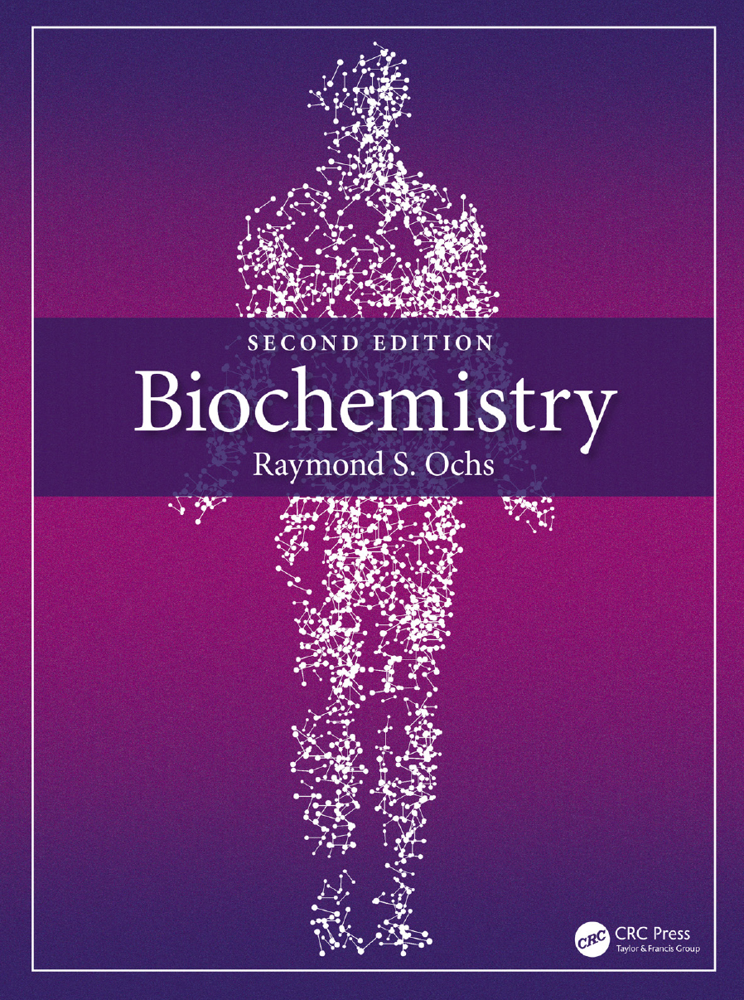 SECOND EDITION
Biochemistry
Raymond S. Ochs
CRC
CRC Press
Taylor & Francis Group